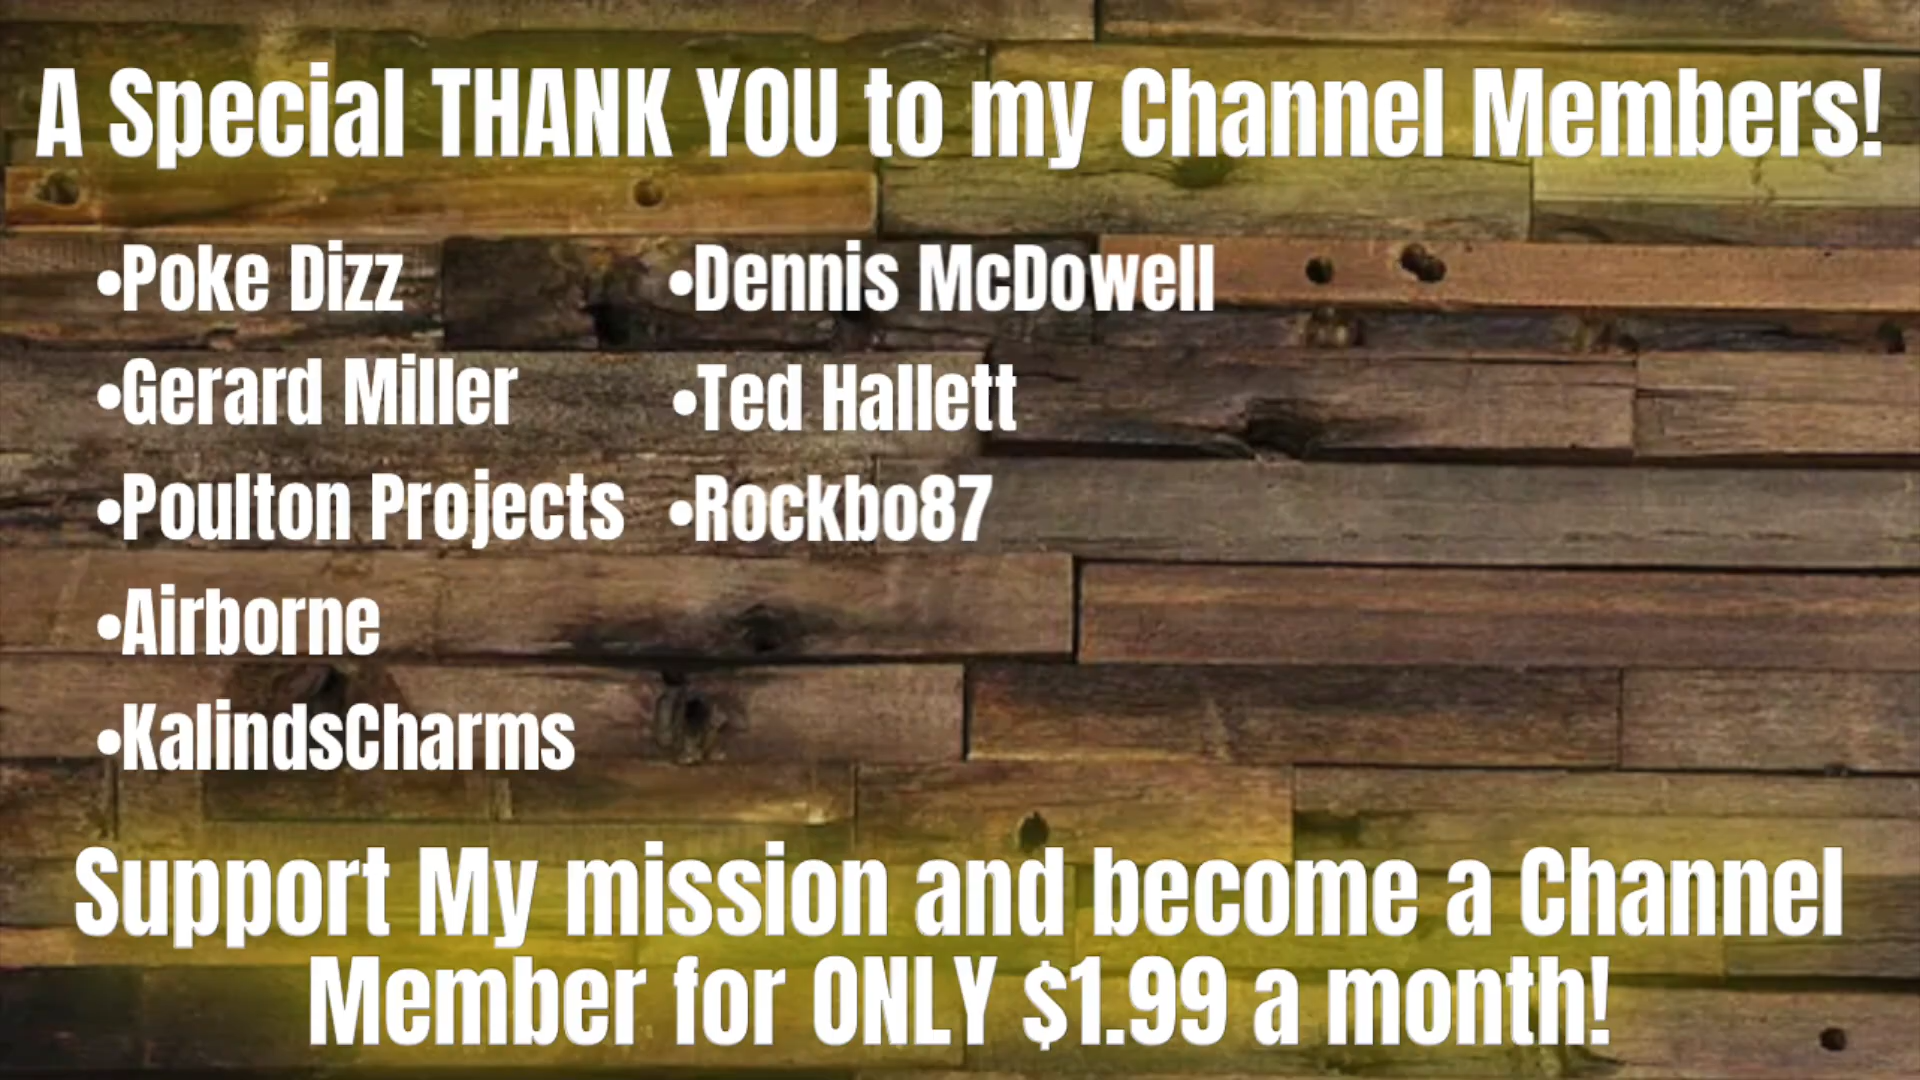 A Special THANK YOU to my Channel Members!
•Poke Dizz
•Gerard Miller
•Poulton Projects
•Airborne
•KalindsCharms
•Dennis McDowell
•Ted Hallett
•Rockbo87
Support My mission and become a Channel
Member for ONLY $1.99 a month!